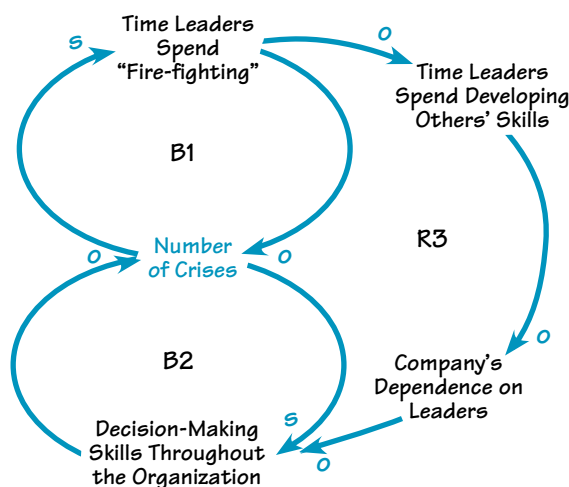 Time Leaders
Spend
“Fire-fighting”
s
o
Time Leaders
Spend Developing
Others’ Skills
B1
R3
Number
of Crises
o
o
o
B2
Company’s
Dependence on
Leaders
s
o
Decision-Making
Skills Throughout
the Organization